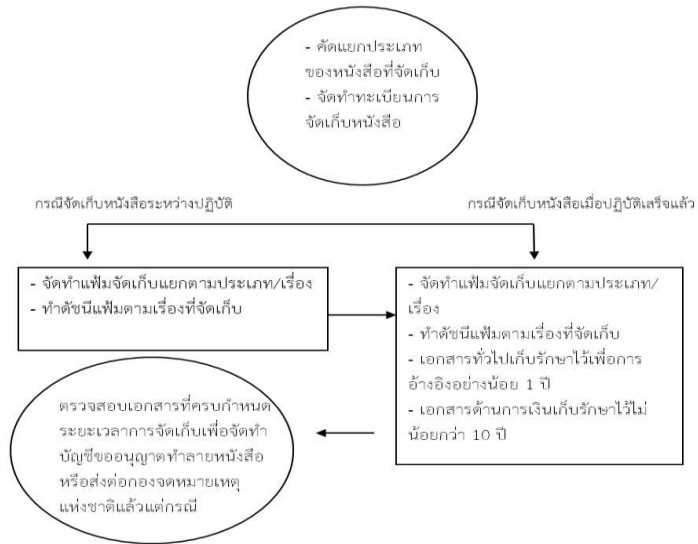 - คัดแยกประเภท
ของหนังสือที่จัดเก็บ
- จัดทำทะเบียนการ
จัดเก็บหนังสือ
กรณีจัดเก็บหนังสือระหว่างปฏิบัติ
กรณีจัดเก็บหนังสือเมื่อปฏิบัติเสร็จแล้ว
- จัดทำแฟ้มจัดเก็บแยกตามประเภท/เรื่อง
- ทำดัชนีแฟ้มตามเรื่องที่จัดเก็บ
- จัดทำแฟ้มจัดเก็บแยกตามประเภท/
เรื่อง
- ทำดัชนีแฟ้มตามเรื่องที่จัดเก็บ
- เอกสารทั่วไปเก็บรักษาไว้เพื่อการ
อ้างอิงอย่างน้อย 1 ปี
- เอกสารด้านการเงินเก็บรักษาไว้ไม่
น้อยกว่า 10 ปี
ตรวจสอบเอกสารที่ครบกำหนด
ระยะเวลาการจัดเก็บเพื่อจัดทำ
บัญชีขออนุญาตทำลายหนังสือ
หรือส่งต่อกองจดหมายเหตุ
แห่งชาติแล้วแต่กรณี